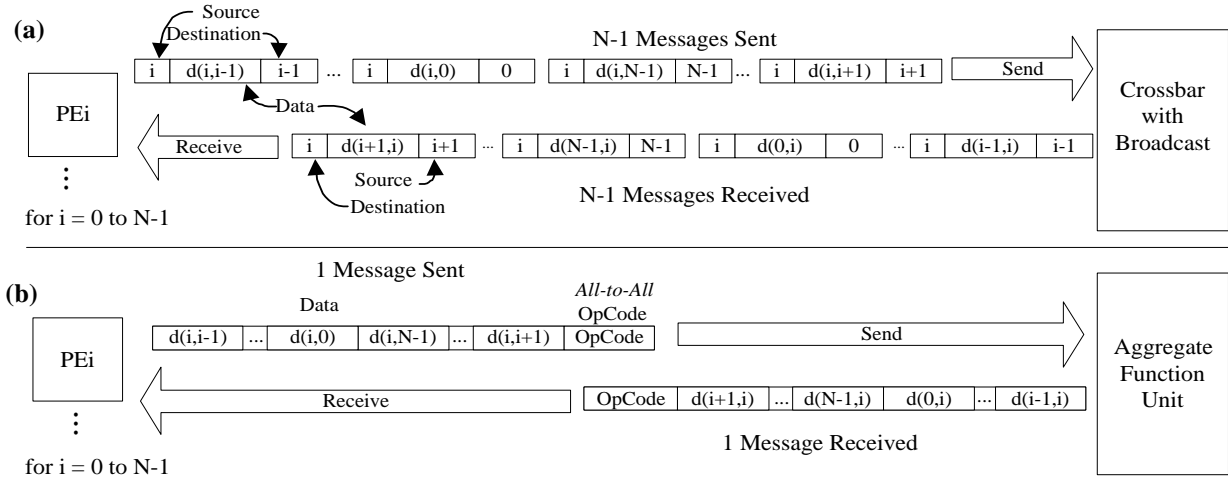 (a)
Source
Destination
N-1 Messages Sent
i d(i,i-1) i-1 ... i d(i,0) 0 i d(i,N-1) N-1 ... i d(i,i+1) i+1
Send
PEi
Data
Crossbar
with
Broadcast
Receive
i d(i+1,i) i+1 ... i d(N-1,i) N-1 i d(0,i) 0 ... i d(i-1,i) i-1
Source
Destination
N-1 Messages Received
for i = 0 to N-1
1 Message Sent
(b)
Data
All-to-All
OpCode
d(i,i-1) ... d(i,0) d(i,N-1) ... d(i,i+1) OpCode
Send
PEi
Aggregate
Function
Unit
Receive
OpCode d(i+1,i) ... d(N-1,i) d(0,i) ... d(i-1,i)
1 Message Received
for i = 0 to N-1